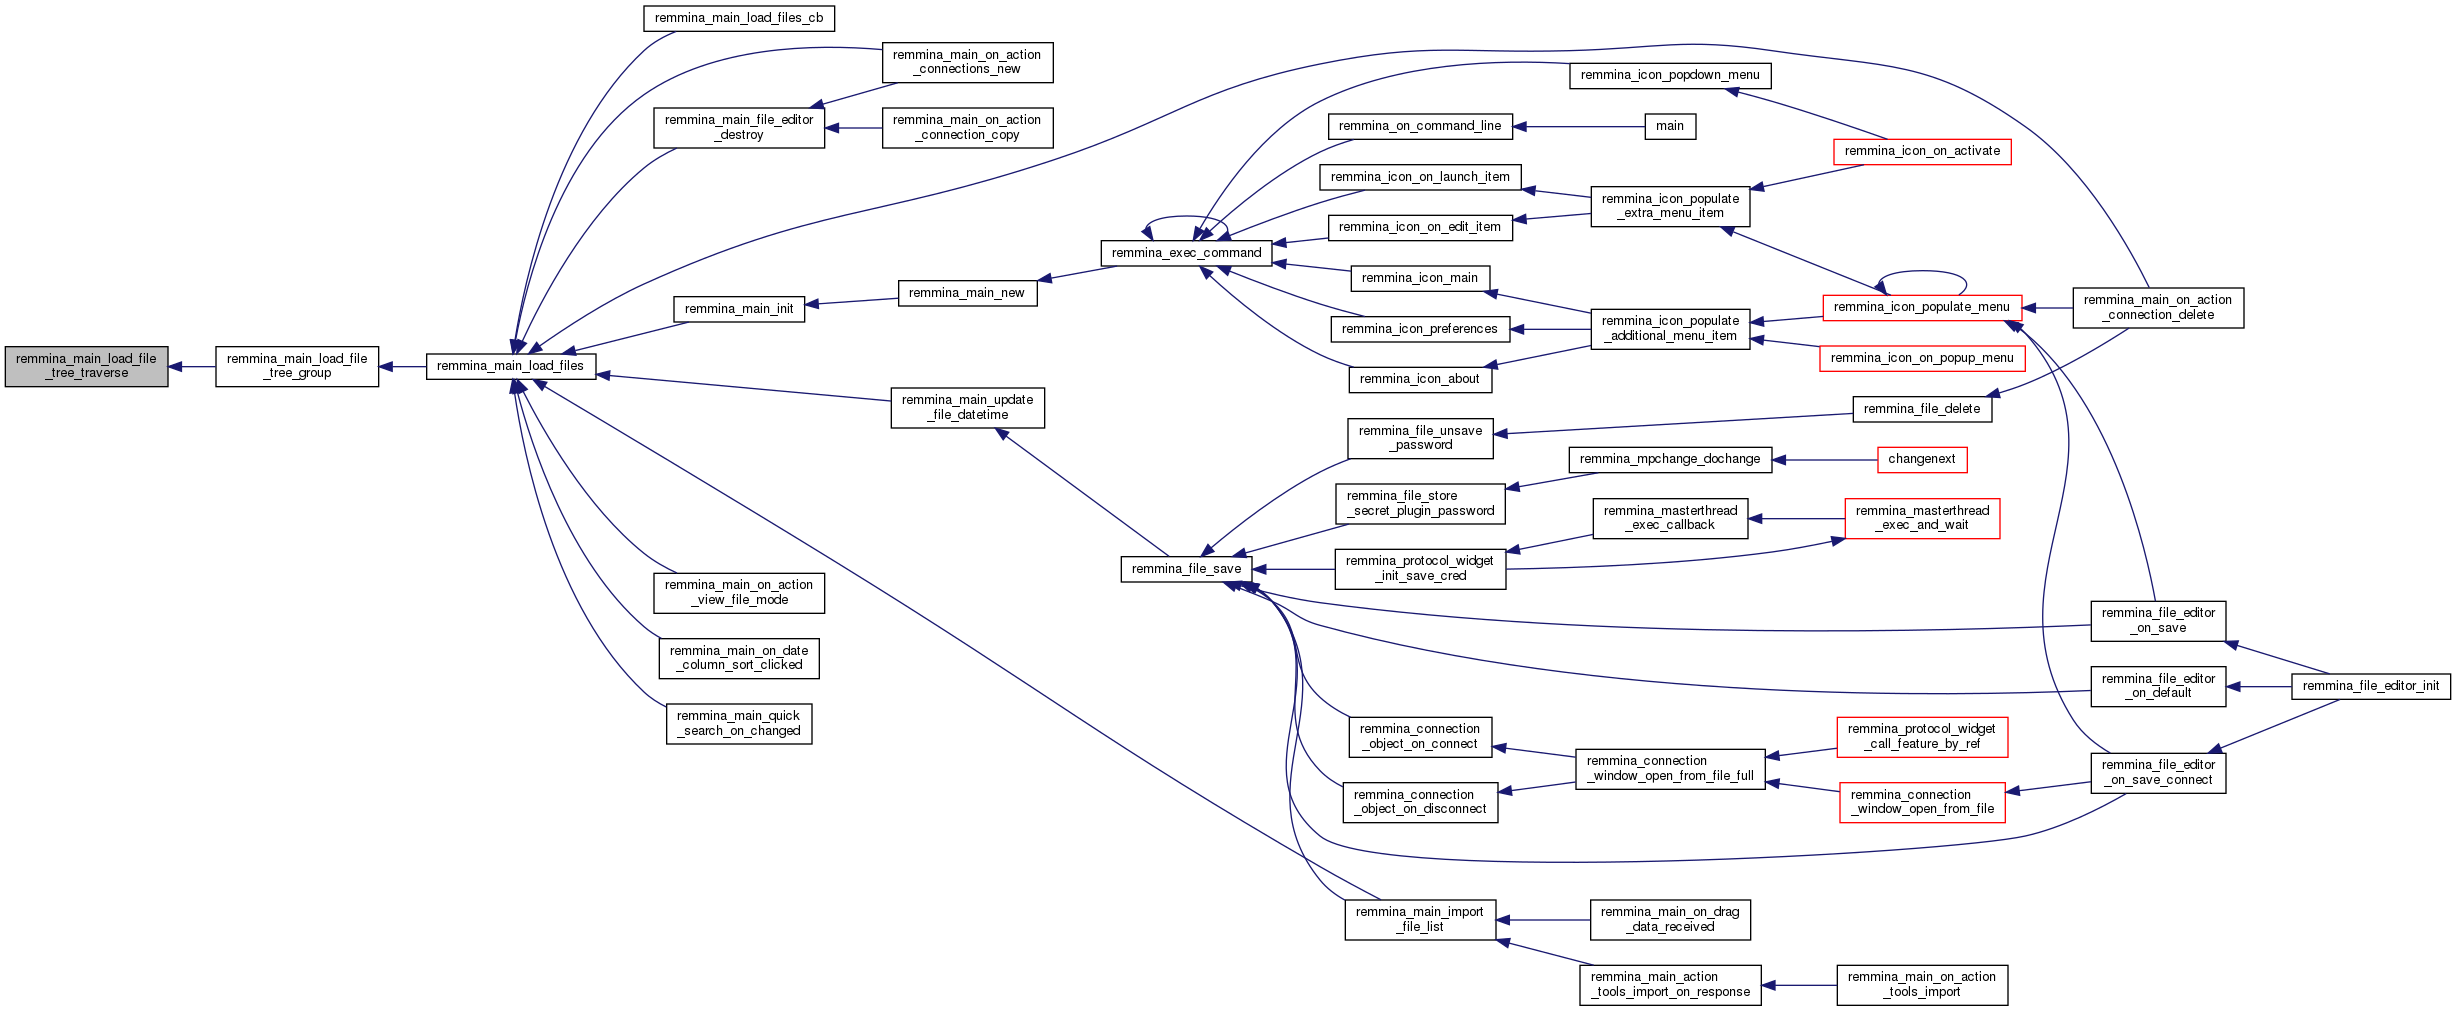 remmina_main_load_file
_tree_traverse
remmina_main_load_file
_tree_group
remmina_main_load_files
remmina_main_load_files_cb
remmina_main_on_action
_connections_new
remmina_main_file_editor
_destroy
remmina_main_on_action
_connection_copy
remmina_main_init
remmina_main_new
remmina_main_update
_file_datetime
remmina_main_on_action
_view_file_mode
remmina_main_on_date
_column_sort_clicked
remmina_main_quick
_search_on_changed
remmina_exec_command
remmina_file_save
remmina_icon_popdown_menu
remmina_on_command_line
main
remmina_icon_on_launch_item
remmina_icon_on_edit_item
remmina_icon_main
remmina_icon_preferences
remmina_icon_about
remmina_icon_populate
_extra_menu_item
remmina_icon_populate
_additional_menu_item
remmina_icon_on_activate
remmina_icon_populate_menu
remmina_icon_on_popup_menu
remmina_main_on_action
_connection_delete
remmina_file_delete
remmina_file_unsave
_password
remmina_file_store
_secret_plugin_password
remmina_mpchange_dochange
changenext
remmina_protocol_widget
_init_save_cred
remmina_masterthread
_exec_callback
remmina_masterthread
_exec_and_wait
remmina_file_editor
_on_save
remmina_file_editor
_on_default
remmina_file_editor_init
remmina_file_editor
_on_save_connect
remmina_connection
_object_on_connect
remmina_connection
_object_on_disconnect
remmina_connection
_window_open_from_file_full
remmina_protocol_widget
_call_feature_by_ref
remmina_connection
_window_open_from_file
remmina_main_import
_file_list
remmina_main_on_drag
_data_received
remmina_main_action
_tools_import_on_response
remmina_main_on_action
_tools_import